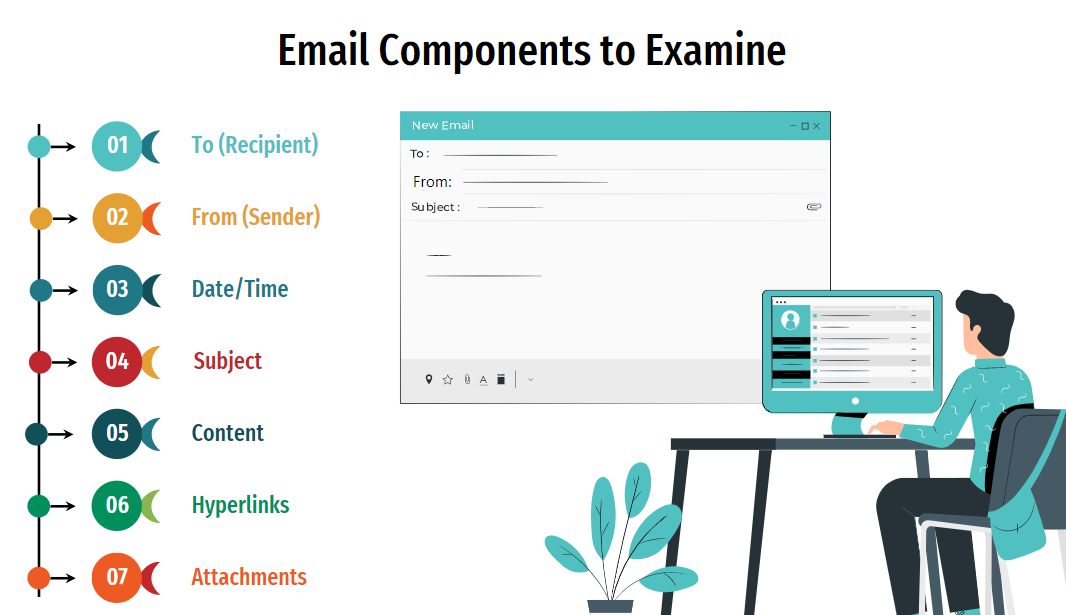 Email Components to Examine
01 To (Recipient)
02 From (Sender)
03 Date/Time
04 Subject
05 Content
06 Hyperlinks
07 Attachments
New Email
To :
From:
Subject :
A